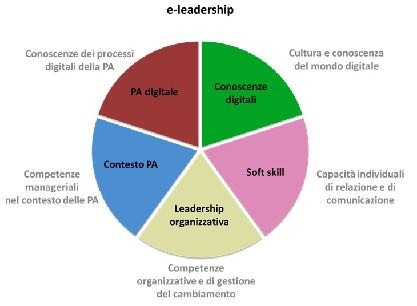 e-leadership
Conoscenze dei processi
digitali della PA
Cultura e conoscenza
del mondo digitale
PA digitale
Conoscenze
digitali
Contesto PA
Soft skill
Competenze
manageriali
nel contesto delle PA
Capacità individuali
di relazione e di
comunicazione
Leadership
organizzativa
Competenze
organizzative e di gestione
del cambiamento